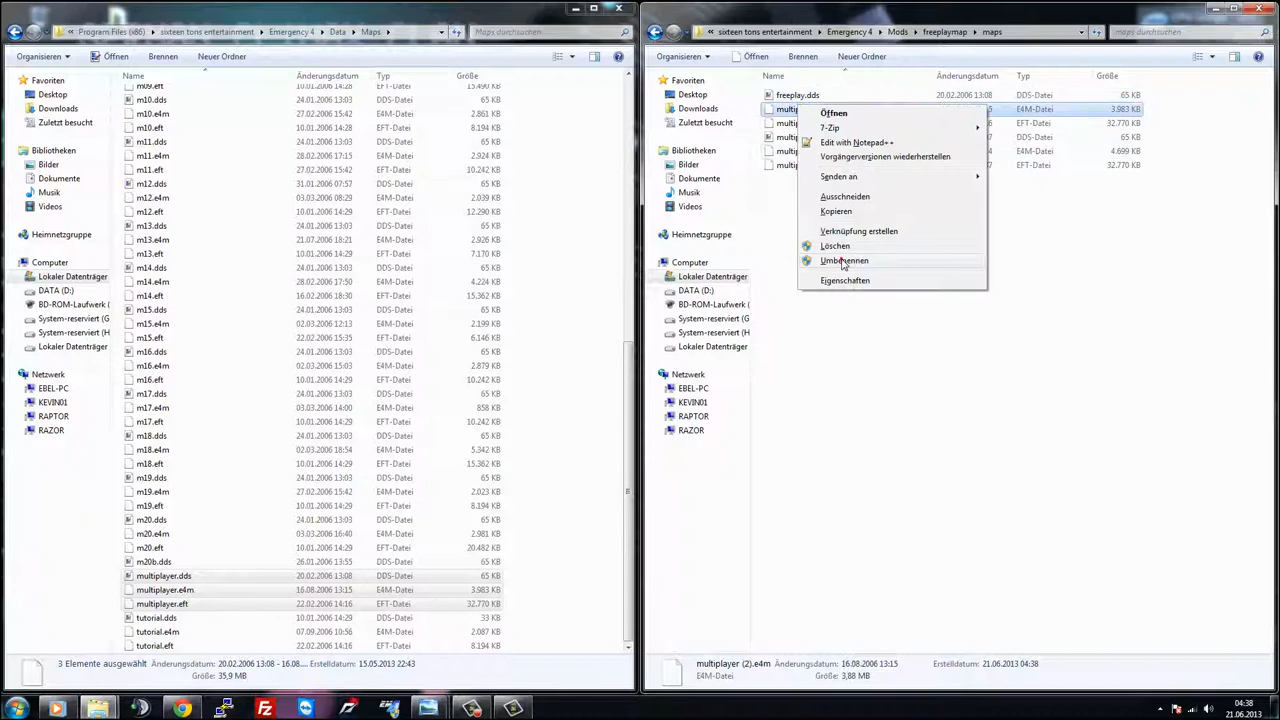 Program Files (x86) ▸ sixteen tons entertainment ▸ Emergency 4 ▸ Data ▸ Maps ▸
Maps durchsuchen
Organisieren ▾ Öffnen Brennen Neuer Ordner
Name Änderungsdatum Typ Größe
Favoriten
Desktop
Downloads
Zuletzt besucht
Bibliotheken
Bilder
Dokumente
Musik
Videos
Heimnetzgruppe
Computer
Lokaler Datenträger
DATA (D:)
BD-ROM-Laufwerk (
System-reserviert (G
System-reserviert (H
Lokaler Datenträger
Netzwerk
EBEL-PC
KEVIN01
RAPTOR
RAZOR
m09.eft 10.01.2006 14:28 EFT-Datei 15.490 KB
m10.dds 24.01.2006 13:03 DDS-Datei 65 KB
m10.e4m 28.02.2006 17:42 E4M-Datei 2.861 KB
m10.eft 10.01.2006 14:28 EFT-Datei 8.194 KB
m11.dds 24.01.2006 13:03 DDS-Datei 65 KB
m11.e4m 28.02.2006 17:15 E4M-Datei 2.924 KB
m11.eft 22.02.2006 17:15 EFT-Datei 10.242 KB
m12.dds 31.01.2006 07:57 DDS-Datei 65 KB
m12.e4m 03.03.2006 08:29 E4M-Datei 2.039 KB
m12.eft 10.01.2006 14:28 EFT-Datei 12.290 KB
m13.dds 24.01.2006 13:03 DDS-Datei 65 KB
m13.e4m 21.07.2006 18:21 E4M-Datei 2.926 KB
m13.eft 10.01.2006 14:28 EFT-Datei 7.170 KB
m14.dds 24.01.2006 13:03 DDS-Datei 65 KB
m14.e4m 28.02.2006 17:50 E4M-Datei 4.224 KB
m14.eft 16.02.2006 18:30 EFT-Datei 15.362 KB
m15.dds 24.01.2006 13:03 DDS-Datei 65 KB
m15.e4m 02.03.2006 12:13 E4M-Datei 2.199 KB
m15.eft 22.02.2006 15:35 EFT-Datei 6.146 KB
m16.dds 24.01.2006 13:03 DDS-Datei 65 KB
m16.e4m 02.03.2006 15:03 E4M-Datei 2.879 KB
m16.eft 10.01.2006 14:29 EFT-Datei 10.242 KB
m17.dds 24.01.2006 13:03 DDS-Datei 65 KB
m17.e4m 03.03.2006 14:00 E4M-Datei 858 KB
m17.eft 10.01.2006 14:29 EFT-Datei 10.242 KB
m18.dds 24.01.2006 13:03 DDS-Datei 65 KB
m18.e4m 02.03.2006 18:54 E4M-Datei 5.342 KB
m18.eft 10.01.2006 14:29 EFT-Datei 15.362 KB
m19.dds 24.01.2006 13:03 DDS-Datei 65 KB
m19.e4m 27.02.2006 15:42 E4M-Datei 2.023 KB
m19.eft 10.01.2006 14:29 EFT-Datei 8.194 KB
m20.dds 24.01.2006 13:03 DDS-Datei 65 KB
m20.e4m 03.03.2006 16:40 E4M-Datei 2.981 KB
m20.eft 10.01.2006 14:29 EFT-Datei 20.482 KB
m20b.dds 26.01.2006 13:55 DDS-Datei 65 KB
multiplayer.dds 20.02.2006 13:08 DDS-Datei 65 KB
multiplayer.e4m 16.08.2006 13:15 E4M-Datei 3.983 KB
multiplayer.eft 22.02.2006 14:16 EFT-Datei 32.770 KB
tutorial.dds 10.01.2006 14:29 DDS-Datei 33 KB
tutorial.e4m 07.09.2006 10:56 E4M-Datei 2.087 KB
tutorial.eft 22.02.2006 14:16 EFT-Datei 8.194 KB
3 Elemente ausgewählt Änderungsdatum: 20.02.2006 13:08 - 16.08.... Erstelldatum: 15.05.2013 22:43
Größe: 35,9 MB
sixteen tons entertainment ▸ Emergency 4 ▸ Mods ▸ freeplaymap ▸ maps
maps durchsuchen
Organisieren ▾ Öffnen Brennen Neuer Ordner
Name Änderungsdatum Typ Größe
Favoriten
Desktop
Downloads
Zuletzt besucht
Bibliotheken
Bilder
Dokumente
Musik
Videos
Heimnetzgruppe
Computer
Lokaler Datenträger
DATA (D:)
BD-ROM-Laufwerk (
System-reserviert (G
System-reserviert (H
Lokaler Datenträger
Netzwerk
EBEL-PC
KEVIN01
RAPTOR
RAZOR
freeplay.dds 20.02.2006 13:08 DDS-Datei 65 KB
multip 5 E4M-Datei 3.983 KB
multip 6 EFT-Datei 32.770 KB
multip DDS-Datei 65 KB
multip E4M-Datei 4.699 KB
multip 6 EFT-Datei 32.770 KB
Öffnen
7-Zip
Edit with Notepad++
Vorgängerversionen wiederherstellen
Senden an
Ausschneiden
Kopieren
Verknüpfung erstellen
Löschen
Umbenennen
Eigenschaften
multiplayer (2).e4m Änderungsdatum: 16.08.2006 13:15 Erstelldatum: 21.06.2013 04:38
E4M-Datei Größe: 3,88 MB
04:38
21.06.2013